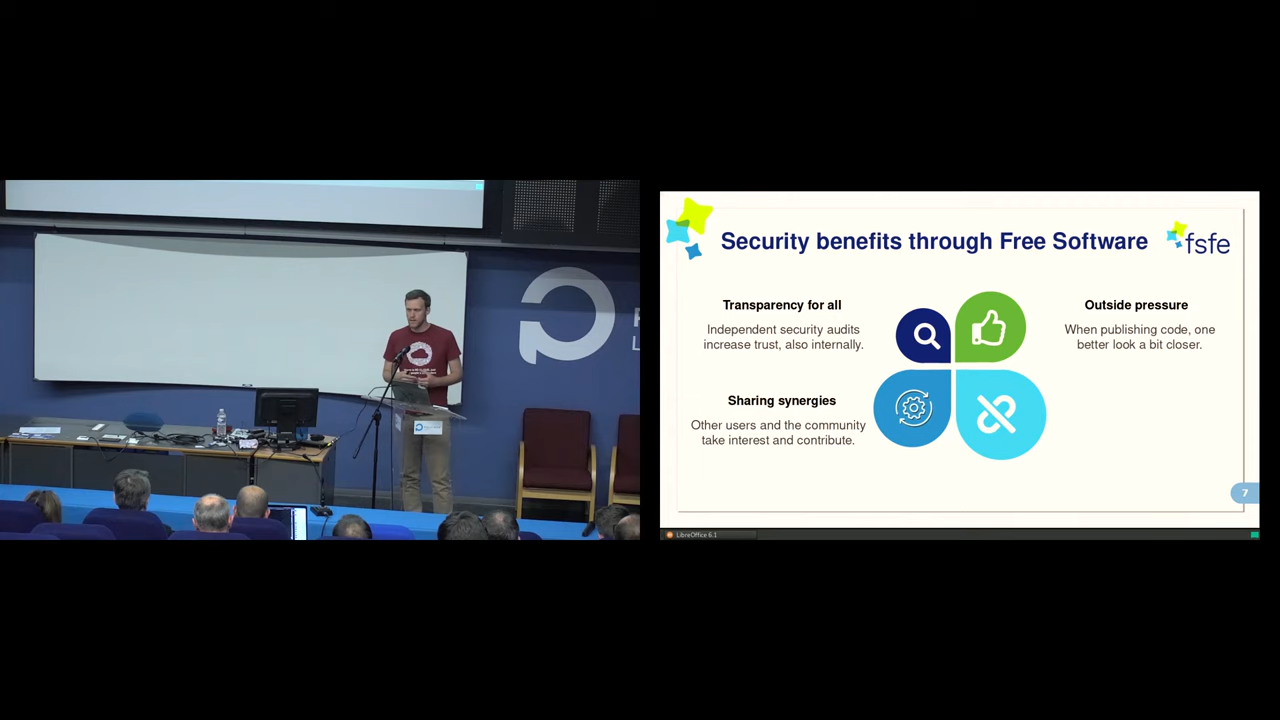 Security benefits through Free Software
fsfe
Transparency for all
Independent security audits
increase trust, also internally.
Outside pressure
When publishing code, one
better look a bit closer.
Sharing synergies
Other users and the community
take interest and contribute.
7
LibreOffice 6.1